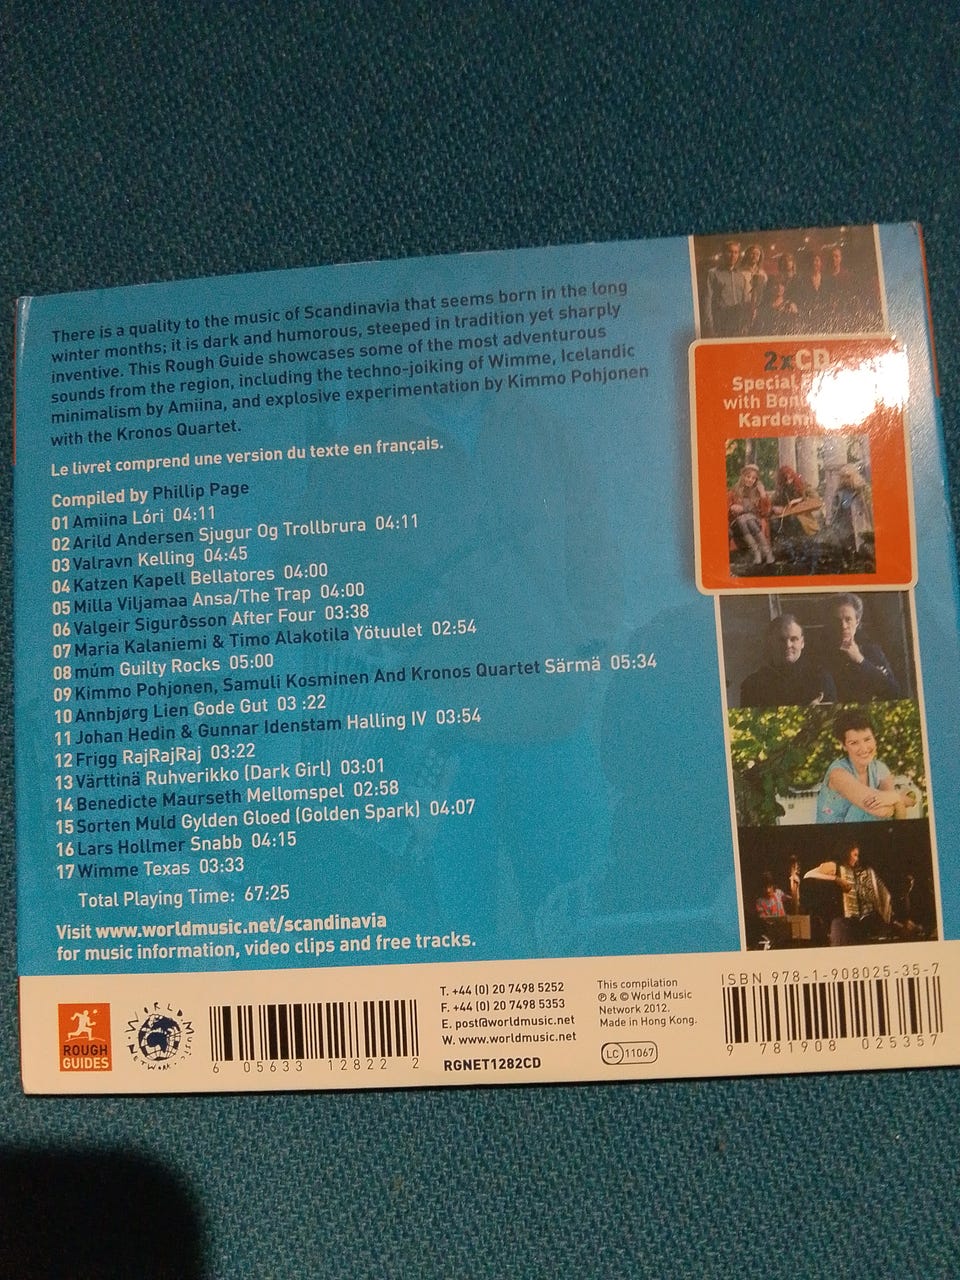 There is a quality to the music of Scandinavia that seems born in the long
winter months; it is dark and humorous, steeped in tradition yet sharply
inventive. This Rough Guide showcases some of the most adventurous
sounds from the region, including the techno-joiking of Wimme, Icelandic
minimalism by Amiina, and explosive experimentation by Kimmo Pohjonen
with the Kronos Quartet.
Le livret comprend une version du texte en français.
Compiled by Phillip Page
01 Amiina Lóri 04:11
02 Arild Andersen Sjugur Og Trollbrura 04:11
03 Valravn Kelling 04:45
04 Katzen Kapell Bellatores 04:00
05 Milla Viljamaa Ansa/The Trap 04:00
06 Valgeir Sigurðsson After Four 03:38
07 Maria Kalaniemi & Timo Alakotila Yötuulet 02:54
08 múm Guilty Rocks 05:00
09 Kimmo Pohjonen, Samuli Kosminen And Kronos Quartet Särmä 05:34
10 Annbjørg Lien Gode Gut 03 :22
11 Johan Hedin & Gunnar Idenstam Halling IV 03:54
12 Frigg RajRajRaj 03:22
13 Värttinä Ruhverikko (Dark Girl) 03:01
14 Benedicte Maurseth Mellomspel 02:58
15 Sorten Muld Gylden Gloed (Golden Spark) 04:07
16 Lars Hollmer Snabb 04:15
17 Wimme Texas 03:33
Total Playing Time: 67:25
Visit www.worldmusic.net/scandinavia
for music information, video clips and free tracks.
2xCD
Special
with
ROUGH
GUIDES
WORLD MUSIC NETWORK
6 05633 12822 2
T. +44 (0) 20 7498 5252
F. +44 (0) 20 7498 5353
E. post@worldmusic.net
W. www.worldmusic.net
RGNET1282CD
This compilation
℗ & © World Music
Network 2012.
Made in Hong Kong.
LC 11067
ISBN 978-1-908025-35-7
9 781908 025357